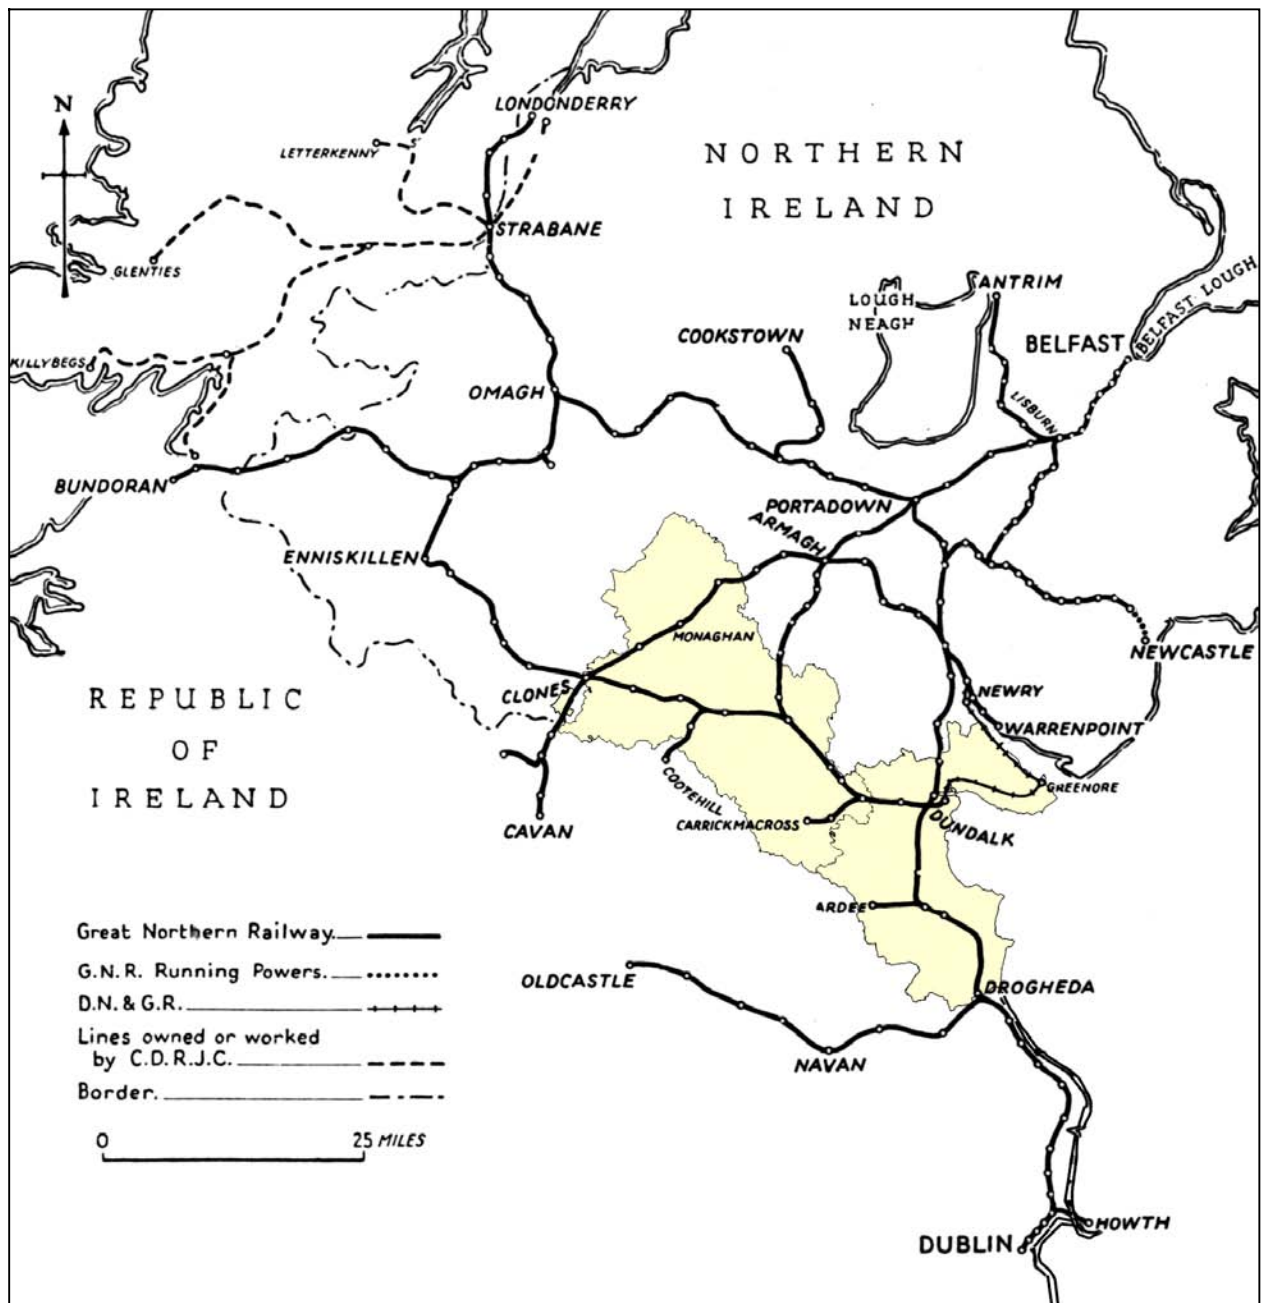 N
LONDONDERRY
LETTERKENNY
NORTHERN
IRELAND
STRABANE
GLENTIES
ANTRIM
LOUGH
NEAGH
BELFAST LOUGH
COOKSTOWN
BELFAST
KILLYBEGS
OMAGH
LISBURN
BUNDORAN
PORTADOWN
ARMAGH
ENNISKILLEN
MONAGHAN
NEWCASTLE
CLONES
NEWRY
REPUBLIC
OF
IRELAND
WARRENPOINT
COOTEHILL
GREENORE
CARRICKMACROSS
DUNDALK
CAVAN
ARDEE
Great Northern Railway
G.N.R. Running Powers.
D.N. & G.R.
Lines owned or worked
by C.D.R.J.C.
Border.
OLDCASTLE
DROGHEDA
NAVAN
0 25 MILES
HOWTH
DUBLIN